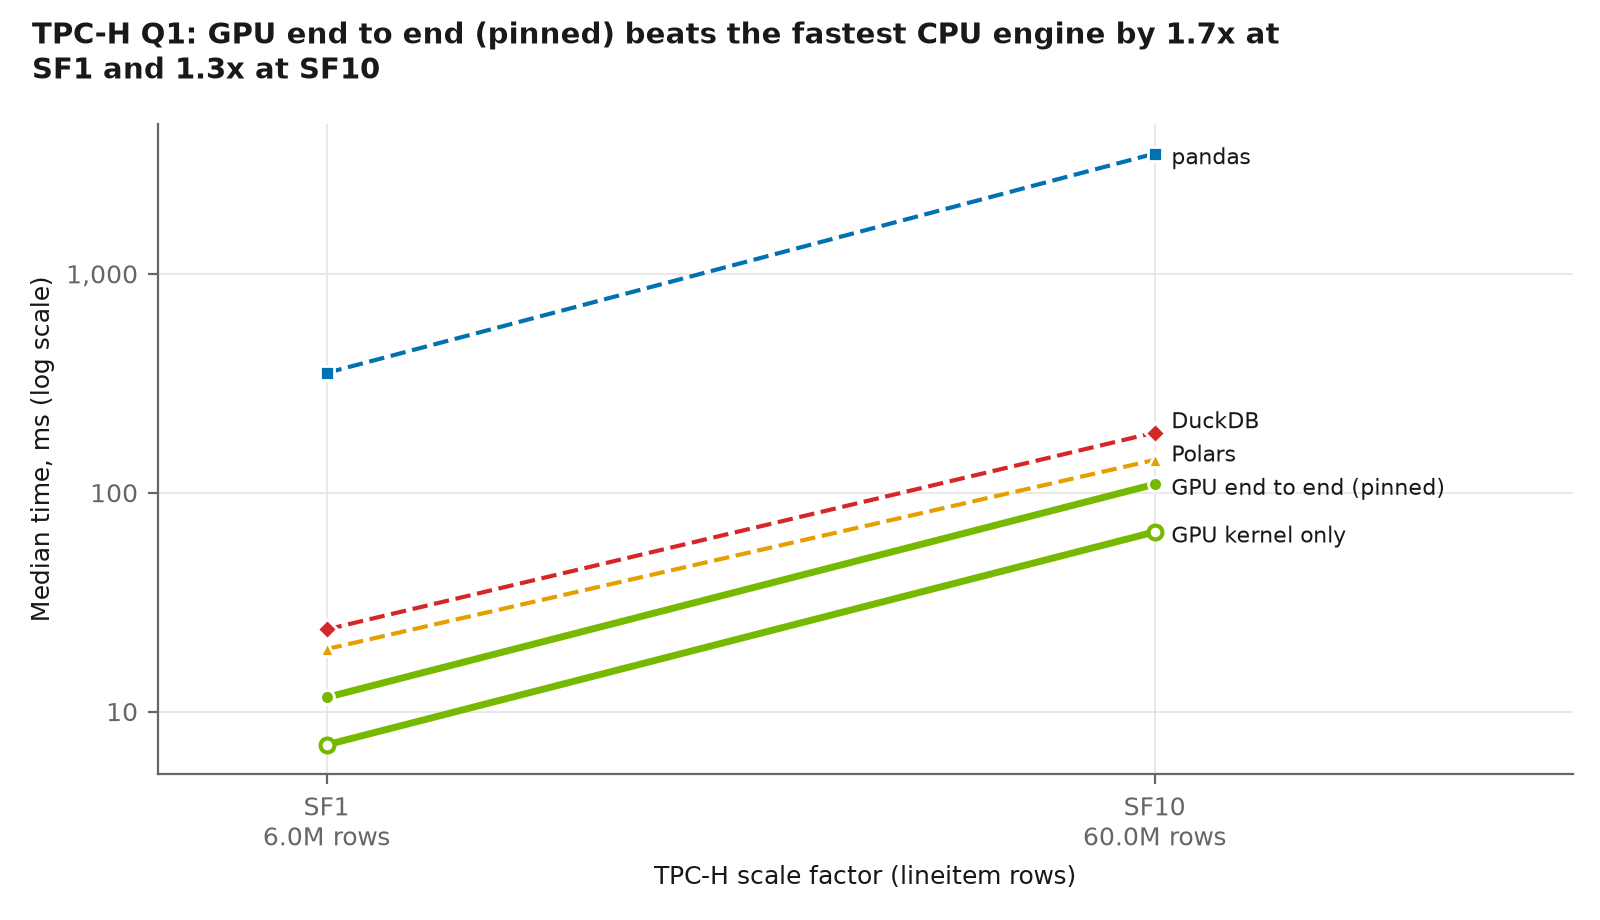 TPC-H Q1: GPU end to end (pinned) beats the fastest CPU engine by 1.7x at
SF1 and 1.3x at SF10
pandas
1,000
DuckDB
Polars
100
GPU end to end (pinned)
GPU kernel only
10
Median time, ms (log scale)
SF1
6.0M rows
SF10
60.0M rows
TPC-H scale factor (lineitem rows)